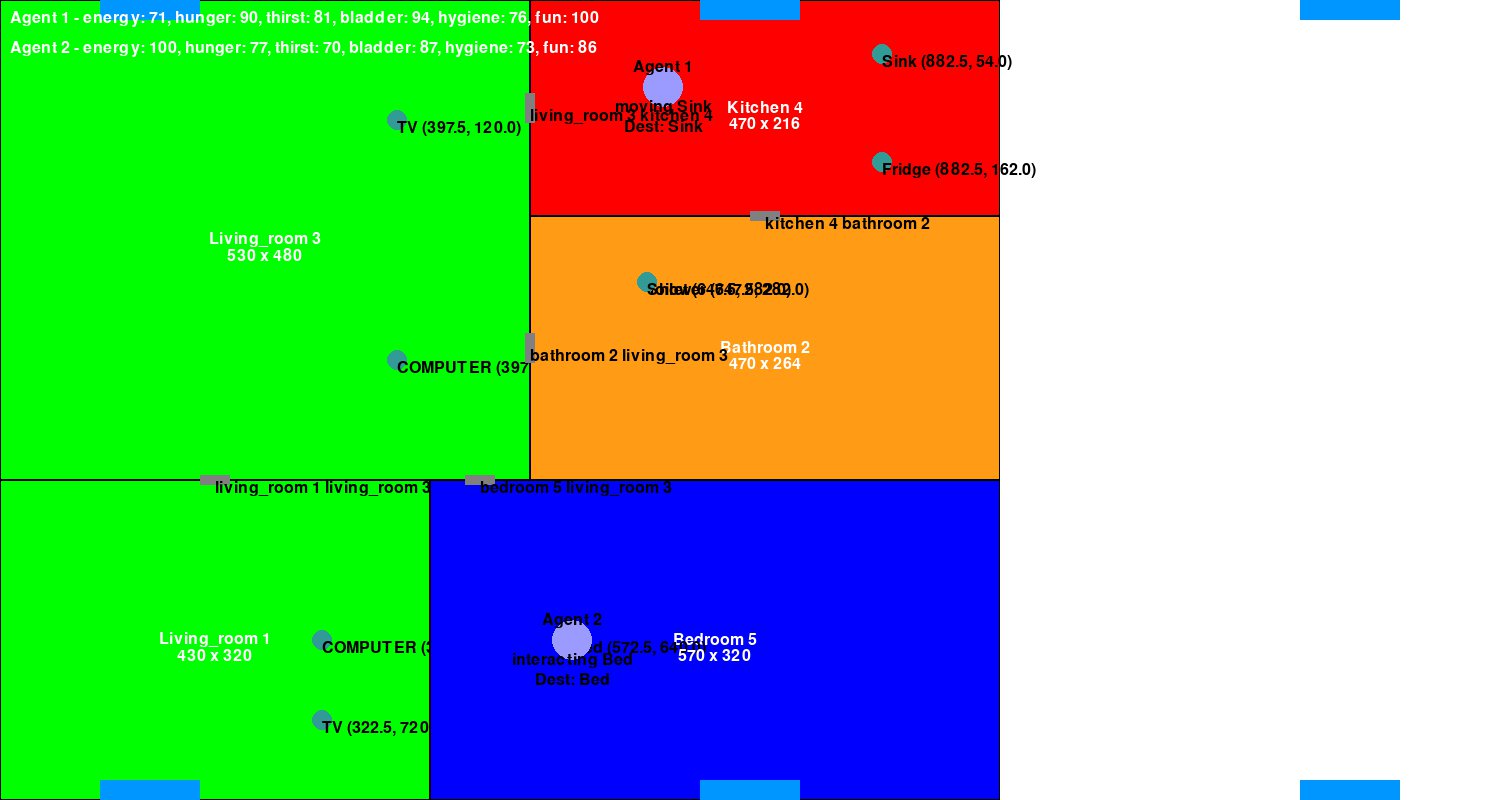 Agent 1 - energy: 71, hunger: 90, thirst: 81, bladder: 94, hygiene: 76, fun: 100
Agent 2 - energy: 100, hunger: 77, thirst: 70, bladder: 87, hygiene: 73, fun: 86
Sink (882.5, 54.0)
Agent 1
moving Sink
Kitchen 4
living_room 3 kitchen 4
470 x 216
Dest: Sink
TV (397.5, 120.0)
Fridge (882.5, 162.0)
kitchen 4 bathroom 2
Living_room 3
530 x 480
Bathroom 2
bathroom 2 living_room 3
470 x 264
COMPUTER (397
living_room 1 living_room 3
bedroom 5 living_room 3
Agent 2
Living_room 1
430 x 320
COMPUTER (3
Bedroom 5
570 x 320
interacting Bed
Dest: Bed
TV (322.5, 720